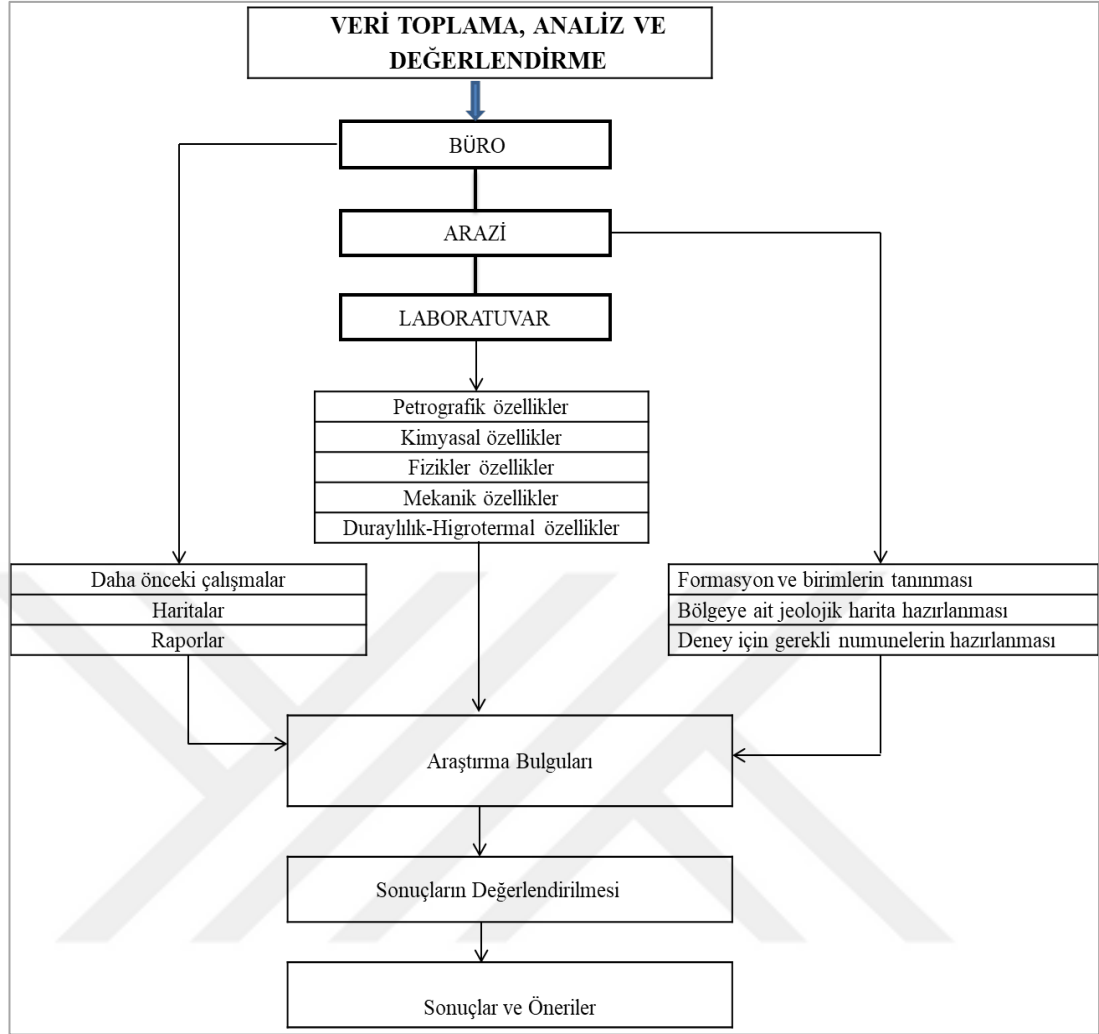 VERİ TOPLAMA, ANALİZ VE
DEĞERLENDİRME
BÜRO
ARAZİ
LABORATUVAR
Petrografik özellikler
Kimyasal özellikler
Fizikler özellikler
Mekanik özellikler
Duraylılık-Higrotermal özellikler
Daha önceki çalışmalar
Haritalar
Raporlar
Formasyon ve birimlerin tanınması
Bölgeye ait jeolojik harita hazırlanması
Deney için gerekli numunelerin hazırlanması
Araştırma Bulguları
Sonuçların Değerlendirilmesi
Sonuçlar ve Öneriler